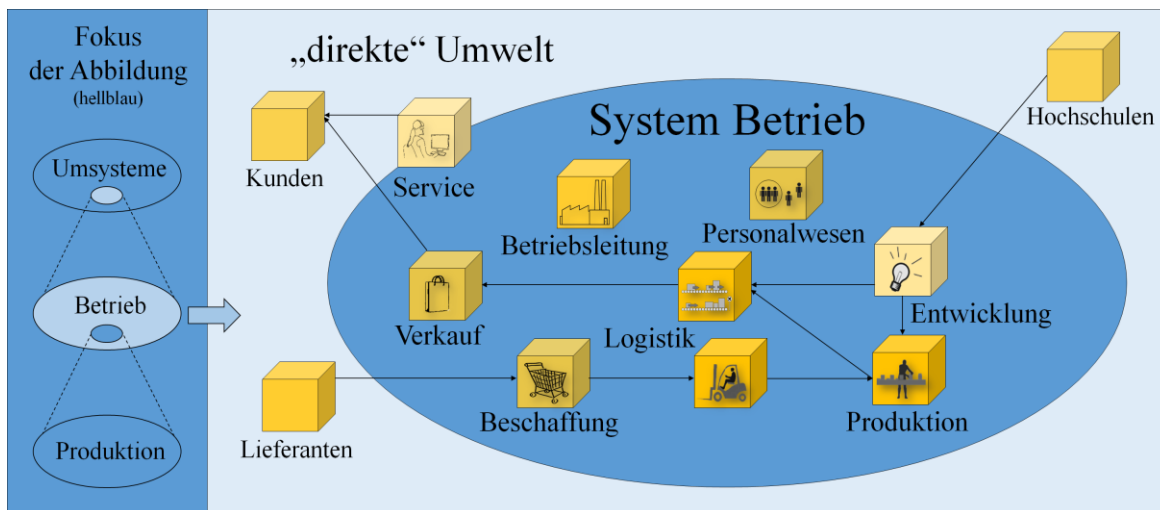 Fokus
der Abbildung
(hellblau)
Umsysteme
Betrieb
Produktion
„direkte“ Umwelt
System Betrieb
Kunden
Service
Hochschulen
Betriebsleitung
Personalwesen
Verkauf
Logistik
Entwicklung
Lieferanten
Beschaffung
Produktion